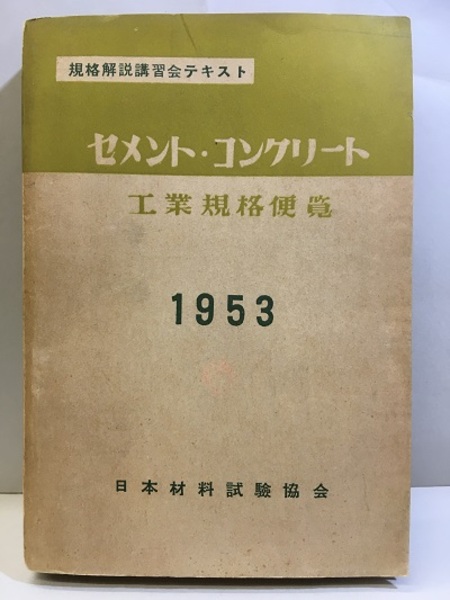 規格解説講習会テキスト
セメント・コンクリート
工業規格便覧
1953
日本材料試驗協会